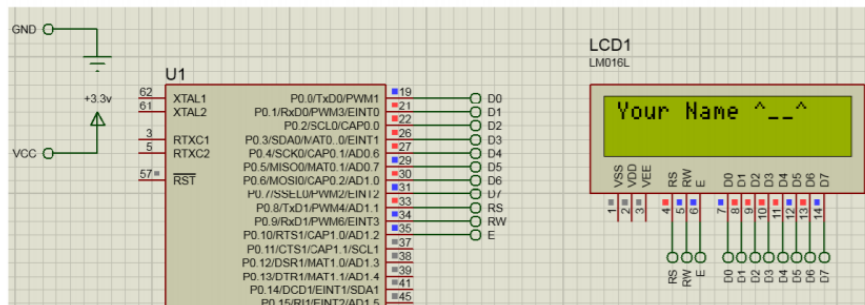 GND
+3.3v
VCC
U1
62 XTAL1 P0.0/TxD0/PWM1 19 D0
61 XTAL2 P0.1/RxD0/PWM3/EINT0 21 D1
P0.2/SCL0/CAP0.0 22 D2
3 RTXC1 P0.3/SDA0/MAT0..0/EINT1 26 D3
5 RTXC2 P0.4/SCK0/CAP0.1/AD0.6 27 D4
P0.5/MISO0/MAT0.1/AD0.7 29 D5
57 RST P0.6/MOSI0/CAP0.2/AD1.0 30 D6
P0.7/SSEL0/PWM2/EINT2 31 D7
P0.8/TxD1/PWM4/AD1.1 33 RS
P0.9/RxD1/PWM6/EINT3 34 RW
P0.10/RTS1/CAP1.0/AD1.2 35 E
P0.11/CTS1/CAP1.1/SCL1 37
P0.12/DSR1/MAT1.0/AD1.3 38
P0.13/DTR1/MAT1.1/AD1.4 39
P0.14/DCD1/EINT1/SDA1 41
P0.15/RI1/EINT2/AD1.5 45
LCD1
LM016L
Your Name ^__^
VSS VDD VEE RS RW E D0 D1 D2 D3 D4 D5 D6 D7
1 2 3 4 5 6 7 8 9 10 11 12 13 14
RS RW E D0 D1 D2 D3 D4 D5 D6 D7